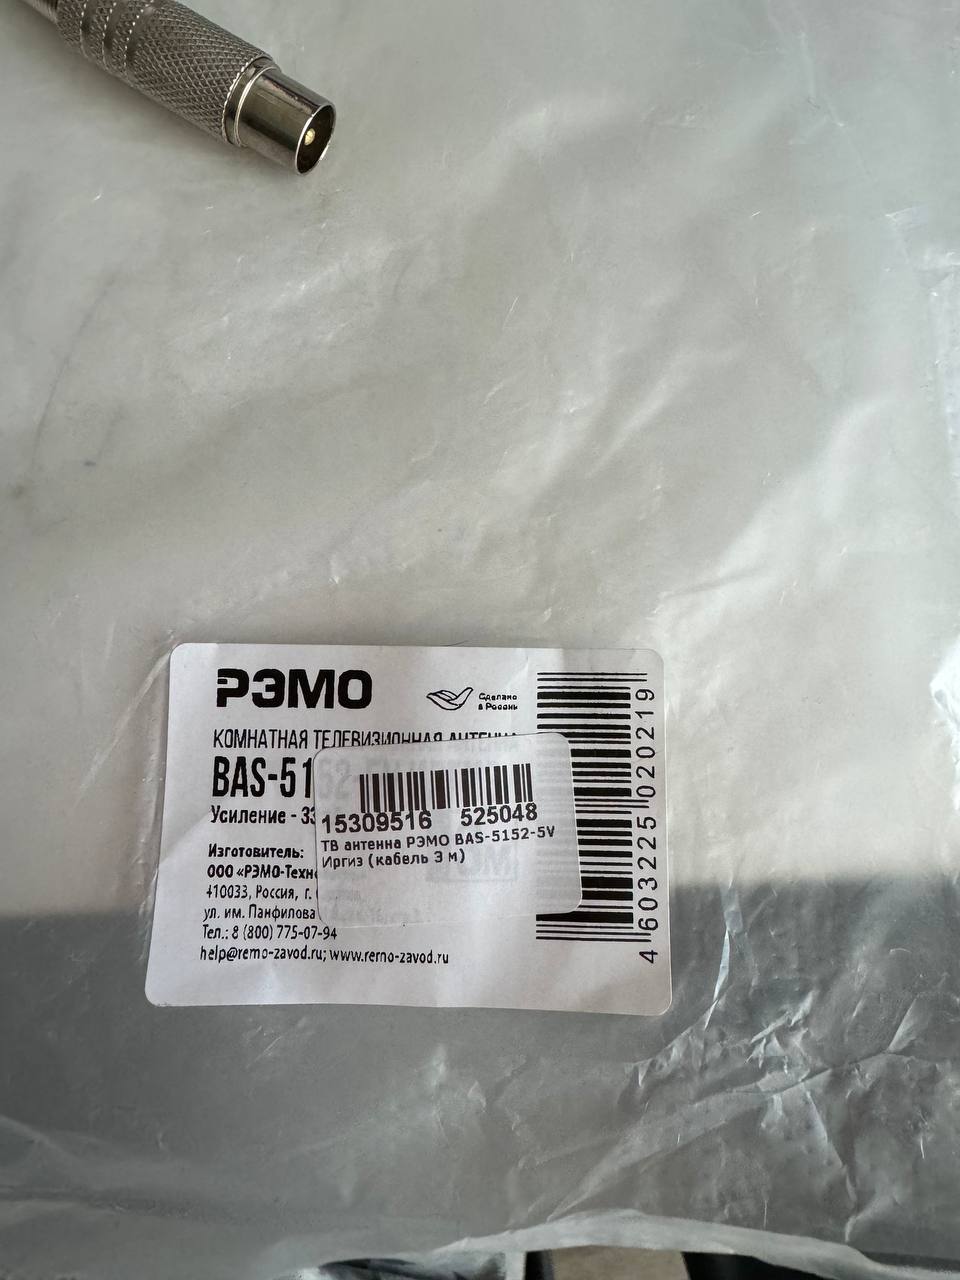 РЭМО
Сделано
в России
КОМНАТНАЯ ТЕЛЕВИЗИОННАЯ АНТЕННА
BAS-5152-5V
Усиление - 33
15309516 525048
ТВ антенна РЭМО BAS-5152-5V
Иргиз (кабель 3 м)
Изготовитель:
ООО «РЭМО-Техно
410033, Россия, г.
ул. им. Панфилова
Тел.: 8 (800) 775-07-94
help@remo-zavod.ru; www.remo-zavod.ru
4 603225 020219